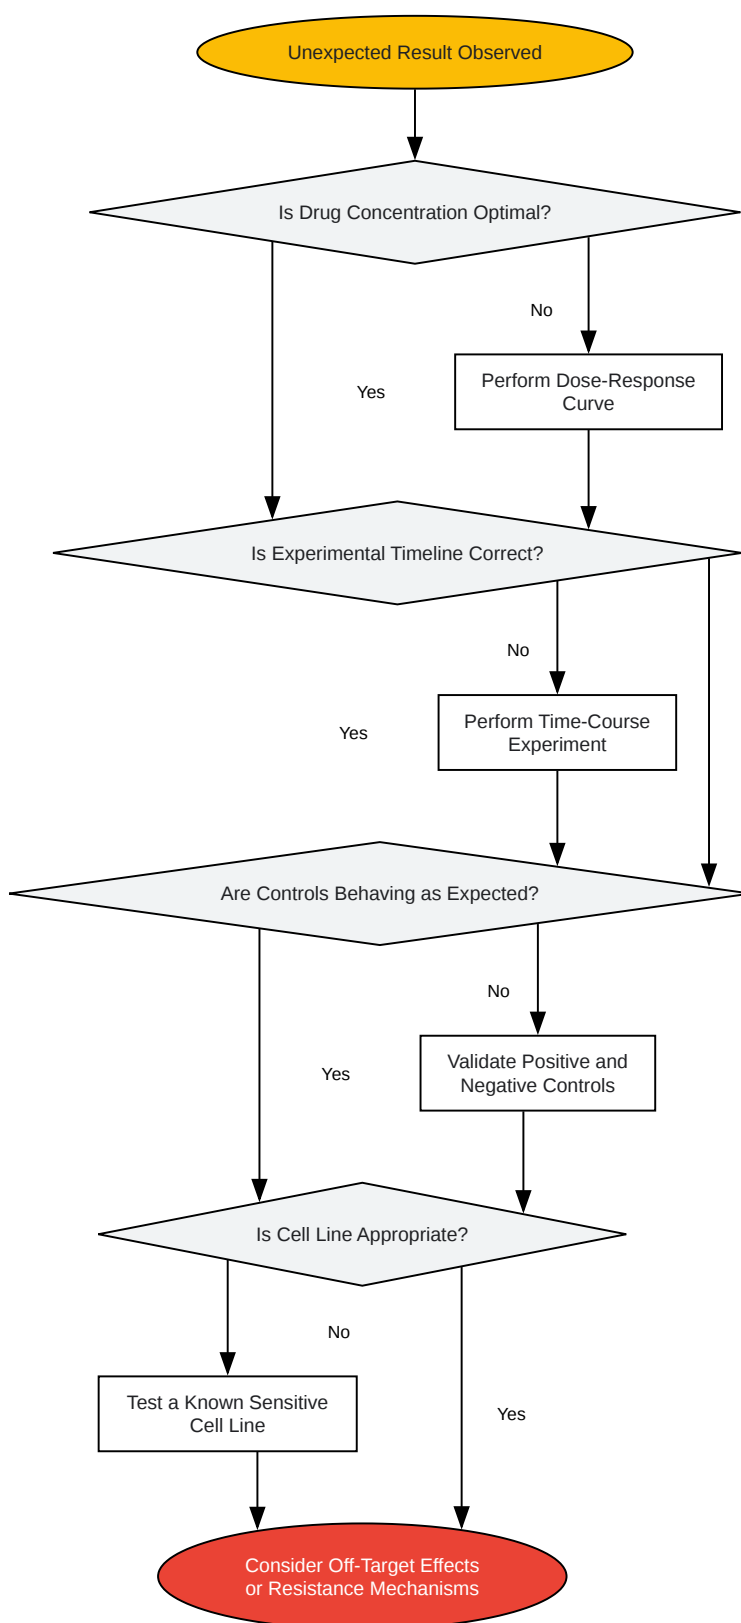 Unexpected Result Observed
Is Drug Concentration Optimal?
No
Yes
Perform Dose-Response
Curve
Is Experimental Timeline Correct?
No
Yes
Perform Time-Course
Experiment
Are Controls Behaving as Expected?
No
Yes
Validate Positive and
Negative Controls
Is Cell Line Appropriate?
No
Test a Known Sensitive
Cell Line
Yes
Consider Off-Target Effects
or Resistance Mechanisms